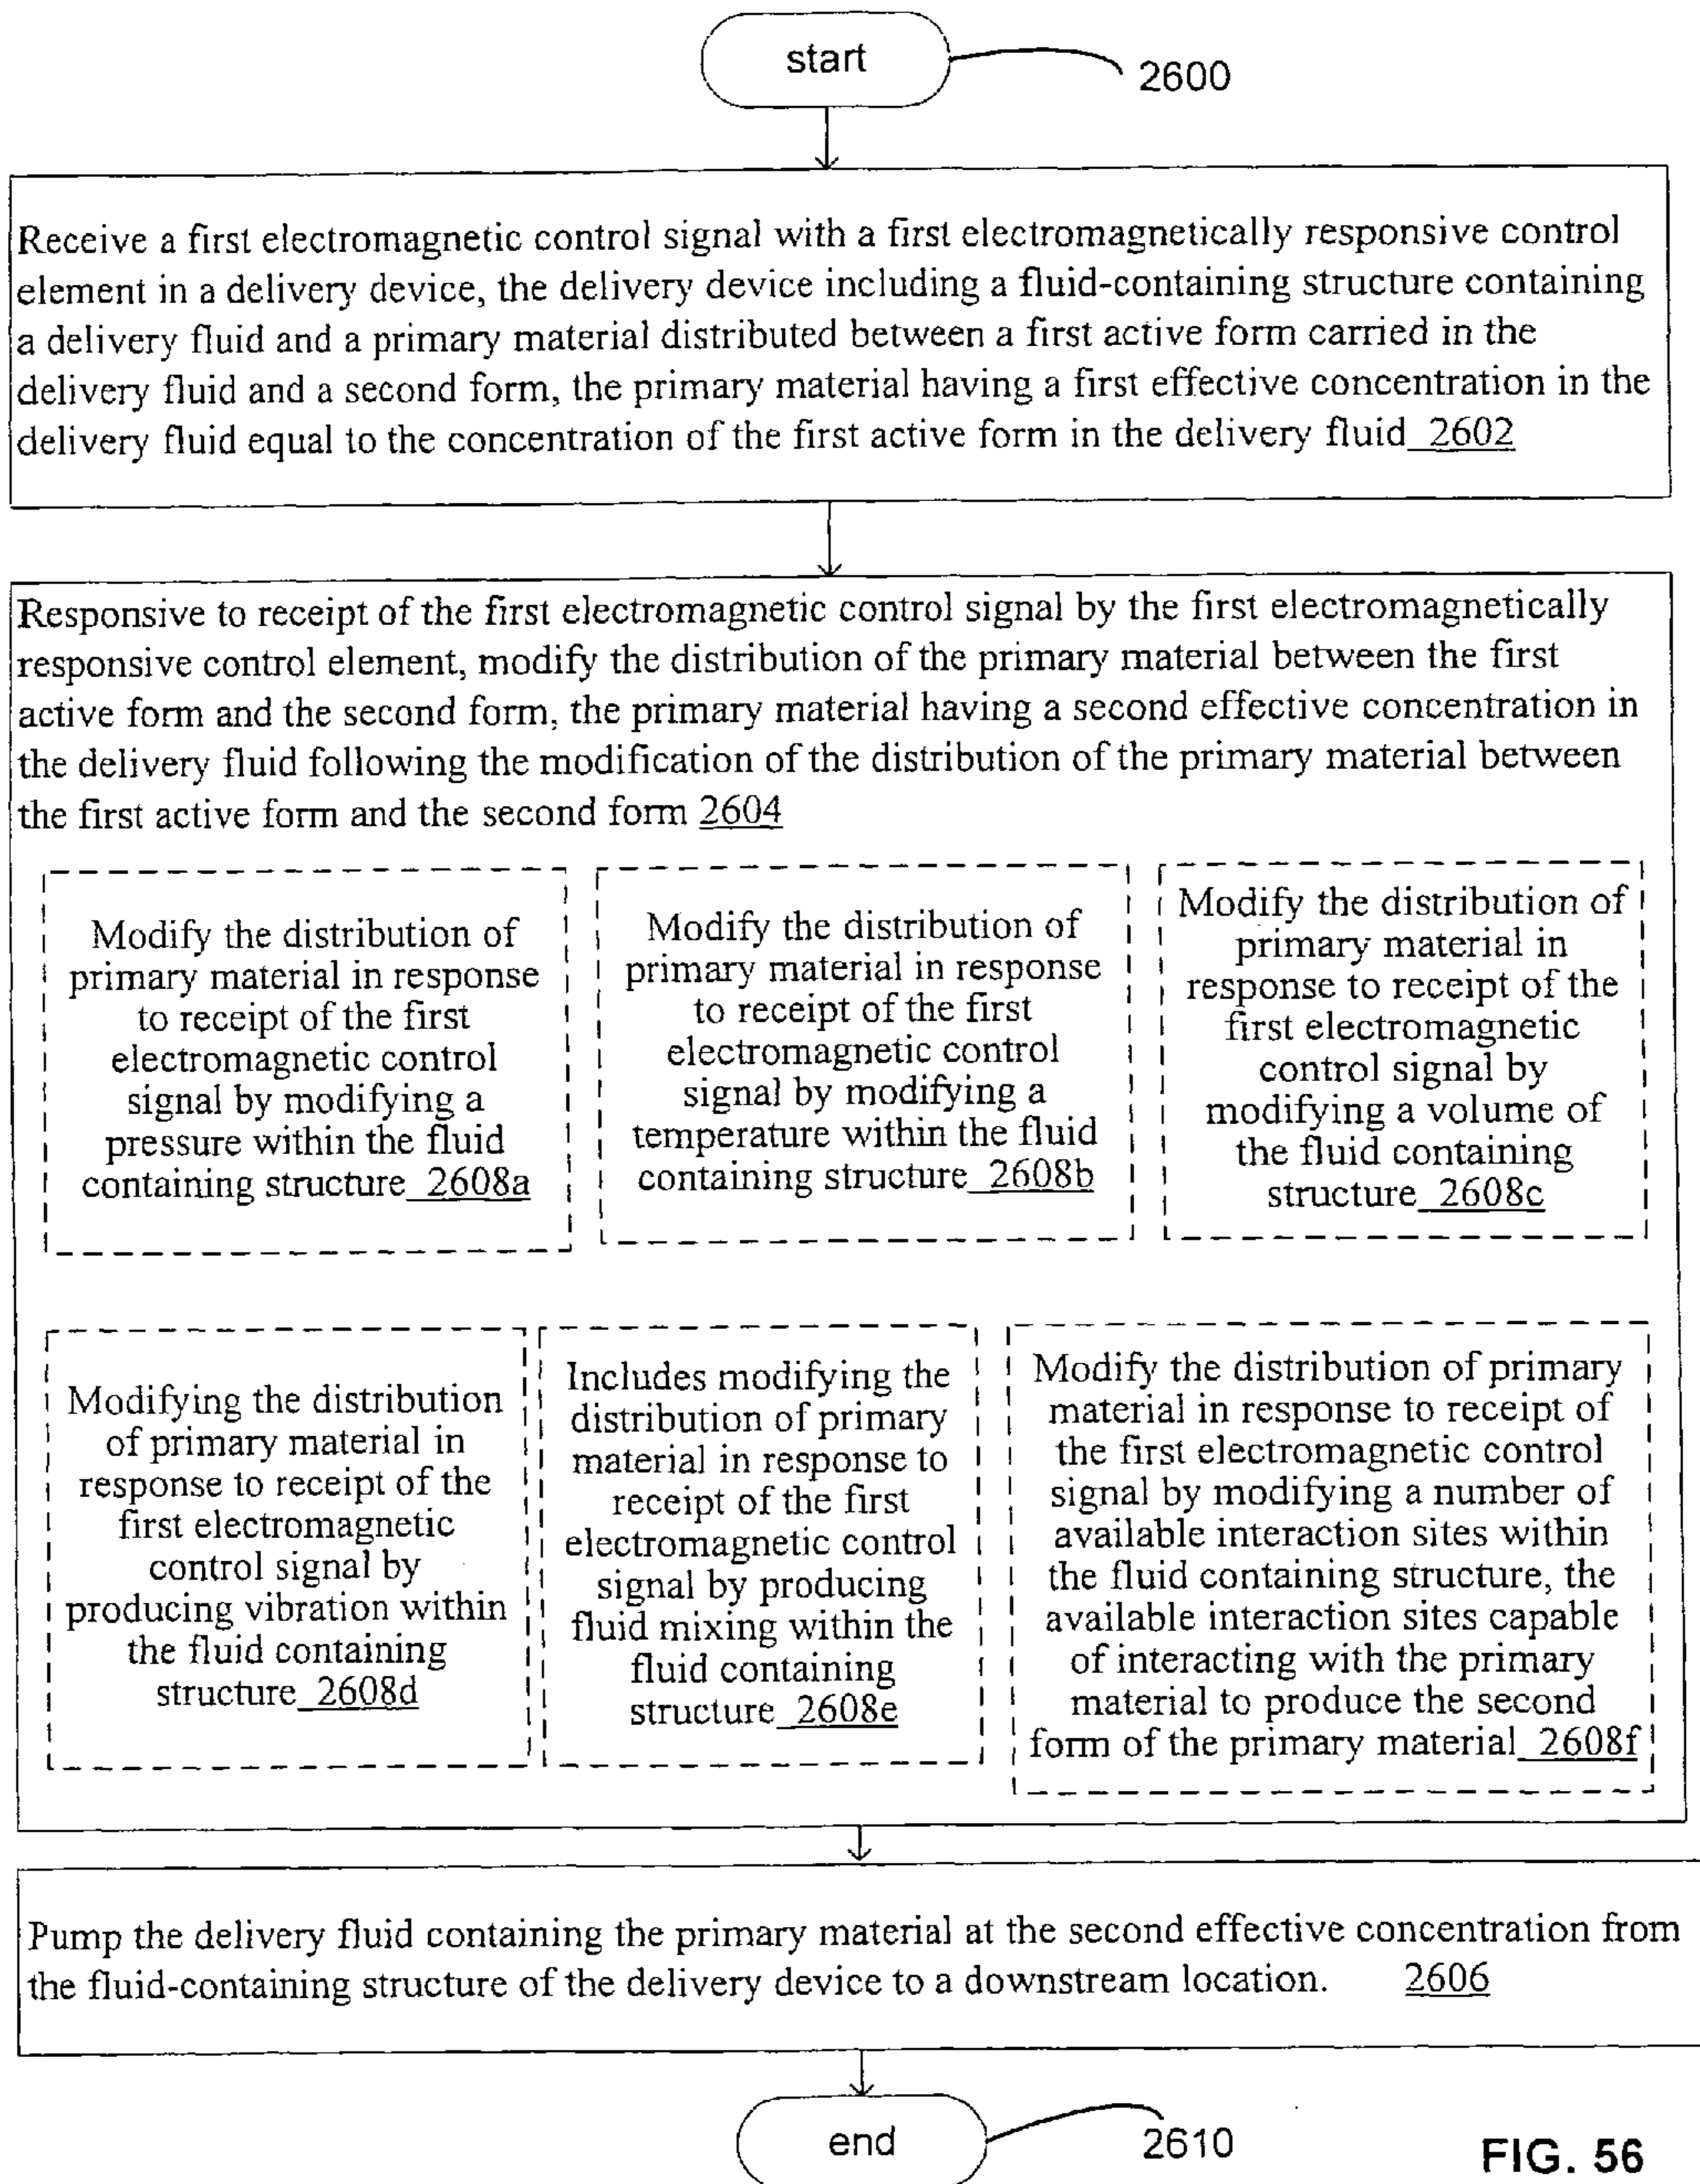 start
2600
Receive a first electromagnetic control signal with a first electromagnetically responsive control
element in a delivery device, the delivery device including a fluid-containing structure containing
a delivery fluid and a primary material distributed between a first active form carried in the
delivery fluid and a second form, the primary material having a first effective concentration in the
delivery fluid equal to the concentration of the first active form in the delivery fluid 2602
Responsive to receipt of the first electromagnetic control signal by the first electromagnetically
responsive control element, modify the distribution of the primary material between the first
active form and the second form, the primary material having a second effective concentration in
the delivery fluid following the modification of the distribution of the primary material between
the first active form and the second form 2604
Modify the distribution of
primary material in response
to receipt of the first
electromagnetic control
signal by modifying a
pressure within the fluid
containing structure 2608a
Modify the distribution of
primary material in response
to receipt of the first
electromagnetic control
signal by modifying a
temperature within the fluid
containing structure 2608b
Modify the distribution of
primary material in
response to receipt of the
first electromagnetic
control signal by
modifying a volume of
the fluid containing
structure 2608c
Modifying the distribution
of primary material in
response to receipt of the
first electromagnetic
control signal by
producing vibration within
the fluid containing
structure 2608d
Includes modifying the
distribution of primary
material in response to
receipt of the first
electromagnetic control
signal by producing
fluid mixing within the
fluid containing
structure 2608e
Modify the distribution of primary
material in response to receipt of
the first electromagnetic control
signal by modifying a number of
available interaction sites within
the fluid containing structure, the
available interaction sites capable
of interacting with the primary
material to produce the second
form of the primary material 2608f
Pump the delivery fluid containing the primary material at the second effective concentration from
the fluid-containing structure of the delivery device to a downstream location. 2606
end
2610
FIG. 56